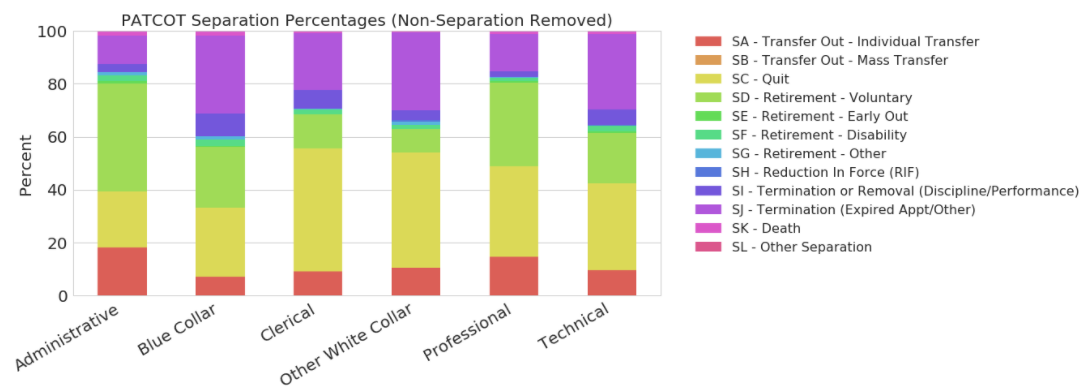 PATCOT Separation Percentages (Non-Separation Removed)
100
80
60
40
20
0
Percent
Administrative
Blue Collar
Clerical
Other White Collar
Professional
Technical
SA - Transfer Out - Individual Transfer
SB - Transfer Out - Mass Transfer
SC - Quit
SD - Retirement - Voluntary
SE - Retirement - Early Out
SF - Retirement - Disability
SG - Retirement - Other
SH - Reduction In Force (RIF)
SI - Termination or Removal (Discipline/Performance)
SJ - Termination (Expired Appt/Other)
SK - Death
SL - Other Separation